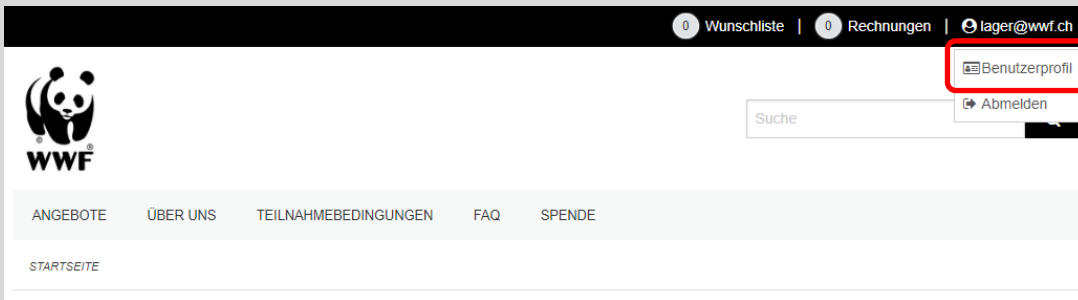 0 Wunschliste | 0 Rechnungen | lager@wwf.ch
Benutzerprofil
Suche
Abmelden
® ®
WWF
ANGEBOTE ÜBER UNS TEILNAHMEBEDINGUNGEN FAQ SPENDE
STARTSEITE